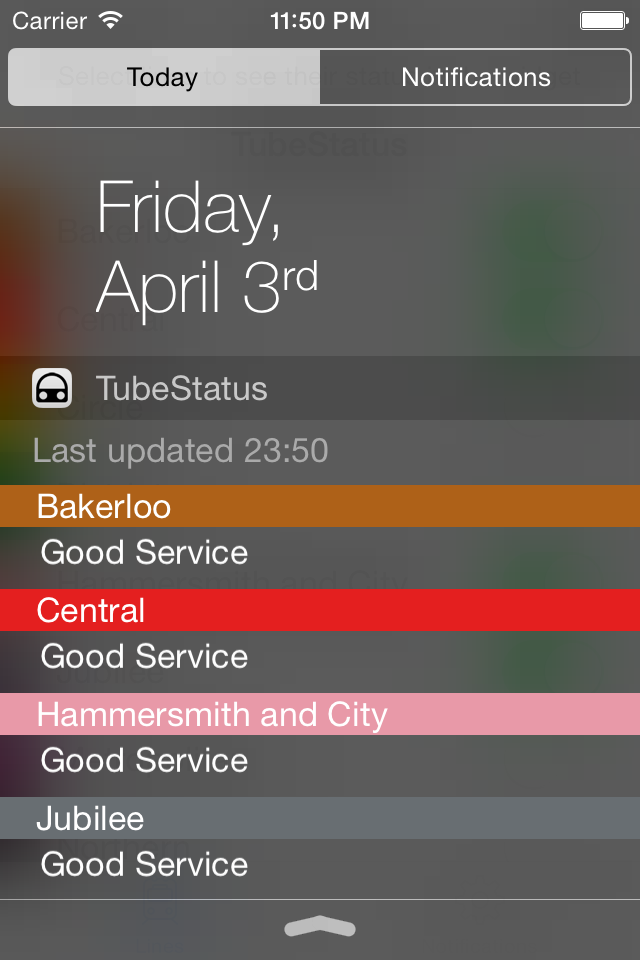 Carrier 11:50 PM
Today Notifications
TubeStatus
Friday,
April 3rd
TubeStatus
Last updated 23:50
Bakerloo
Good Service
Central
Good Service
Hammersmith and City
Good Service
Jubilee
Good Service